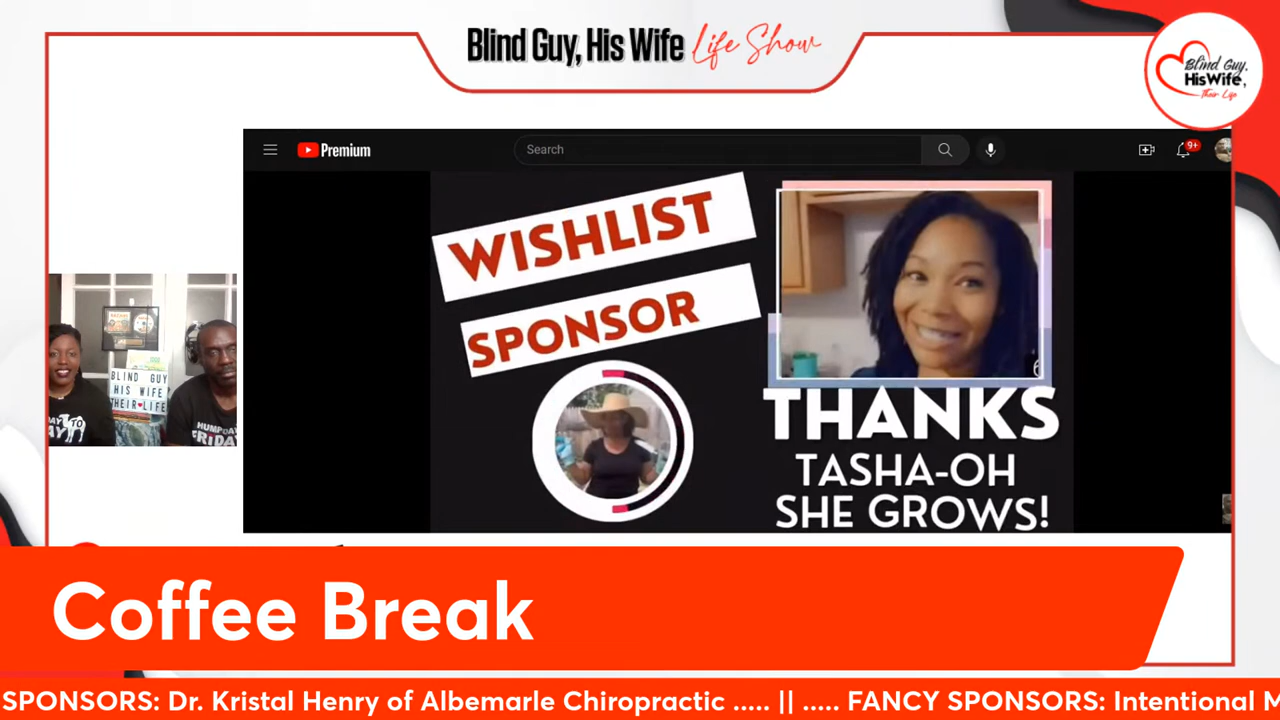 Blind Guy, His Wife Life Show
Blind Guy,
His Wife,
Their Life
Premium
Search
9+
WISHLIST
SPONSOR
THANKS
TASHA-OH
SHE GROWS!
BLIND GUY
HIS WIFE
THEIR♥LIFE
HUMPDAY
FRIDAY
Coffee Break
SPONSORS: Dr. Kristal Henry of Albemarle Chiropractic ..... || ..... FANCY SPONSORS: Intentional M